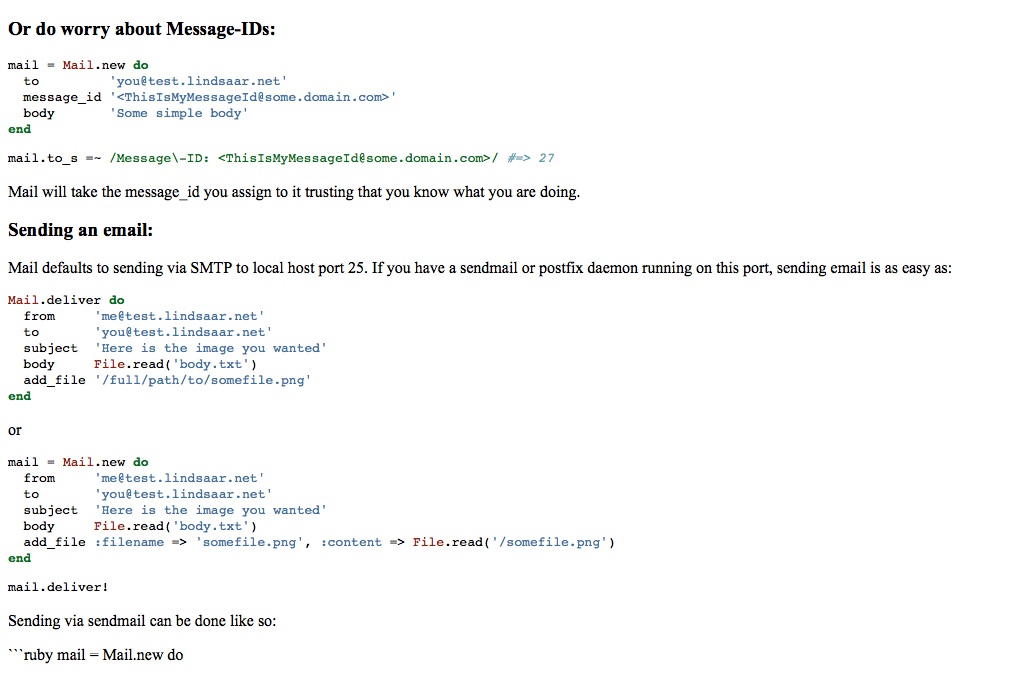 Or do worry about Message-IDs:
mail = Mail.new do
  to         'you@test.lindsaar.net'
  message_id '<ThisIsMyMessageId@some.domain.com>'
  body       'Some simple body'
end
mail.to_s =~ /Message\-ID: <ThisIsMyMessageId@some.domain.com>/ #=> 27
Mail will take the message_id you assign to it trusting that you know what you are doing.
Sending an email:
Mail defaults to sending via SMTP to local host port 25. If you have a sendmail or postfix daemon running on this port, sending email is as easy as:
Mail.deliver do
  from     'me@test.lindsaar.net'
  to       'you@test.lindsaar.net'
  subject  'Here is the image you wanted'
  body     File.read('body.txt')
  add_file '/full/path/to/somefile.png'
end
or
mail = Mail.new do
  from     'me@test.lindsaar.net'
  to       'you@test.lindsaar.net'
  subject  'Here is the image you wanted'
  body     File.read('body.txt')
  add_file :filename => 'somefile.png', :content => File.read('/somefile.png')
end
mail.deliver!
Sending via sendmail can be done like so:
```ruby mail = Mail.new do